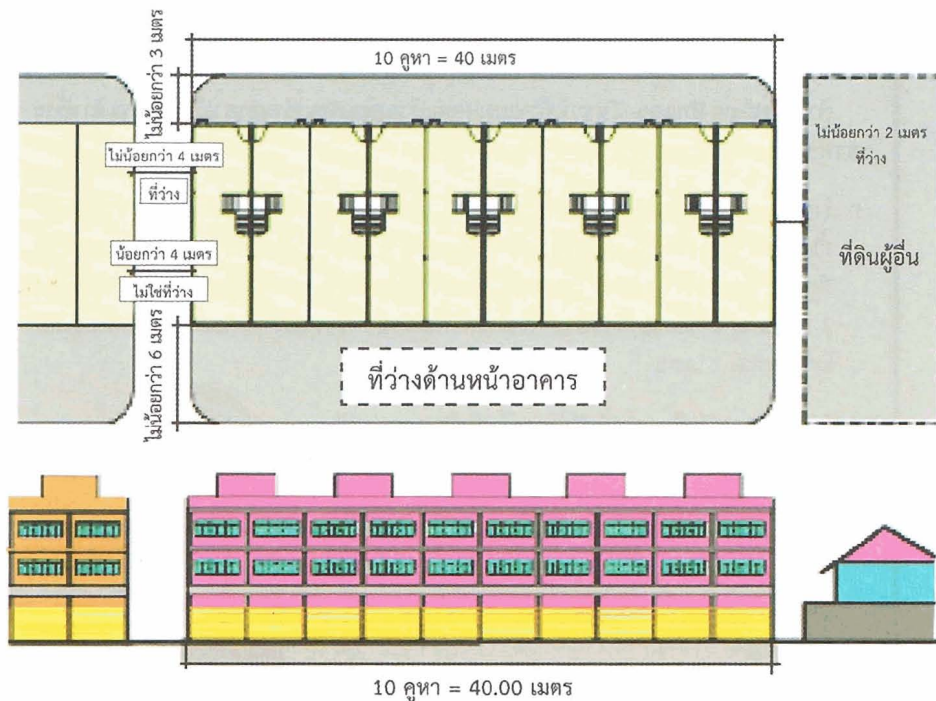 10 คูหา = 40 เมตร
ไม่น้อยกว่า 3 เมตร
ไม่น้อยกว่า 2 เมตร
ที่ว่าง
ไม่น้อยกว่า 4 เมตร
ที่ว่าง
น้อยกว่า 4 เมตร
ไม่ใช่ที่ว่าง
ที่ดินผู้อื่น
ไม่น้อยกว่า 6 เมตร
ที่ว่างด้านหน้าอาคาร
10 คูหา = 40.00 เมตร